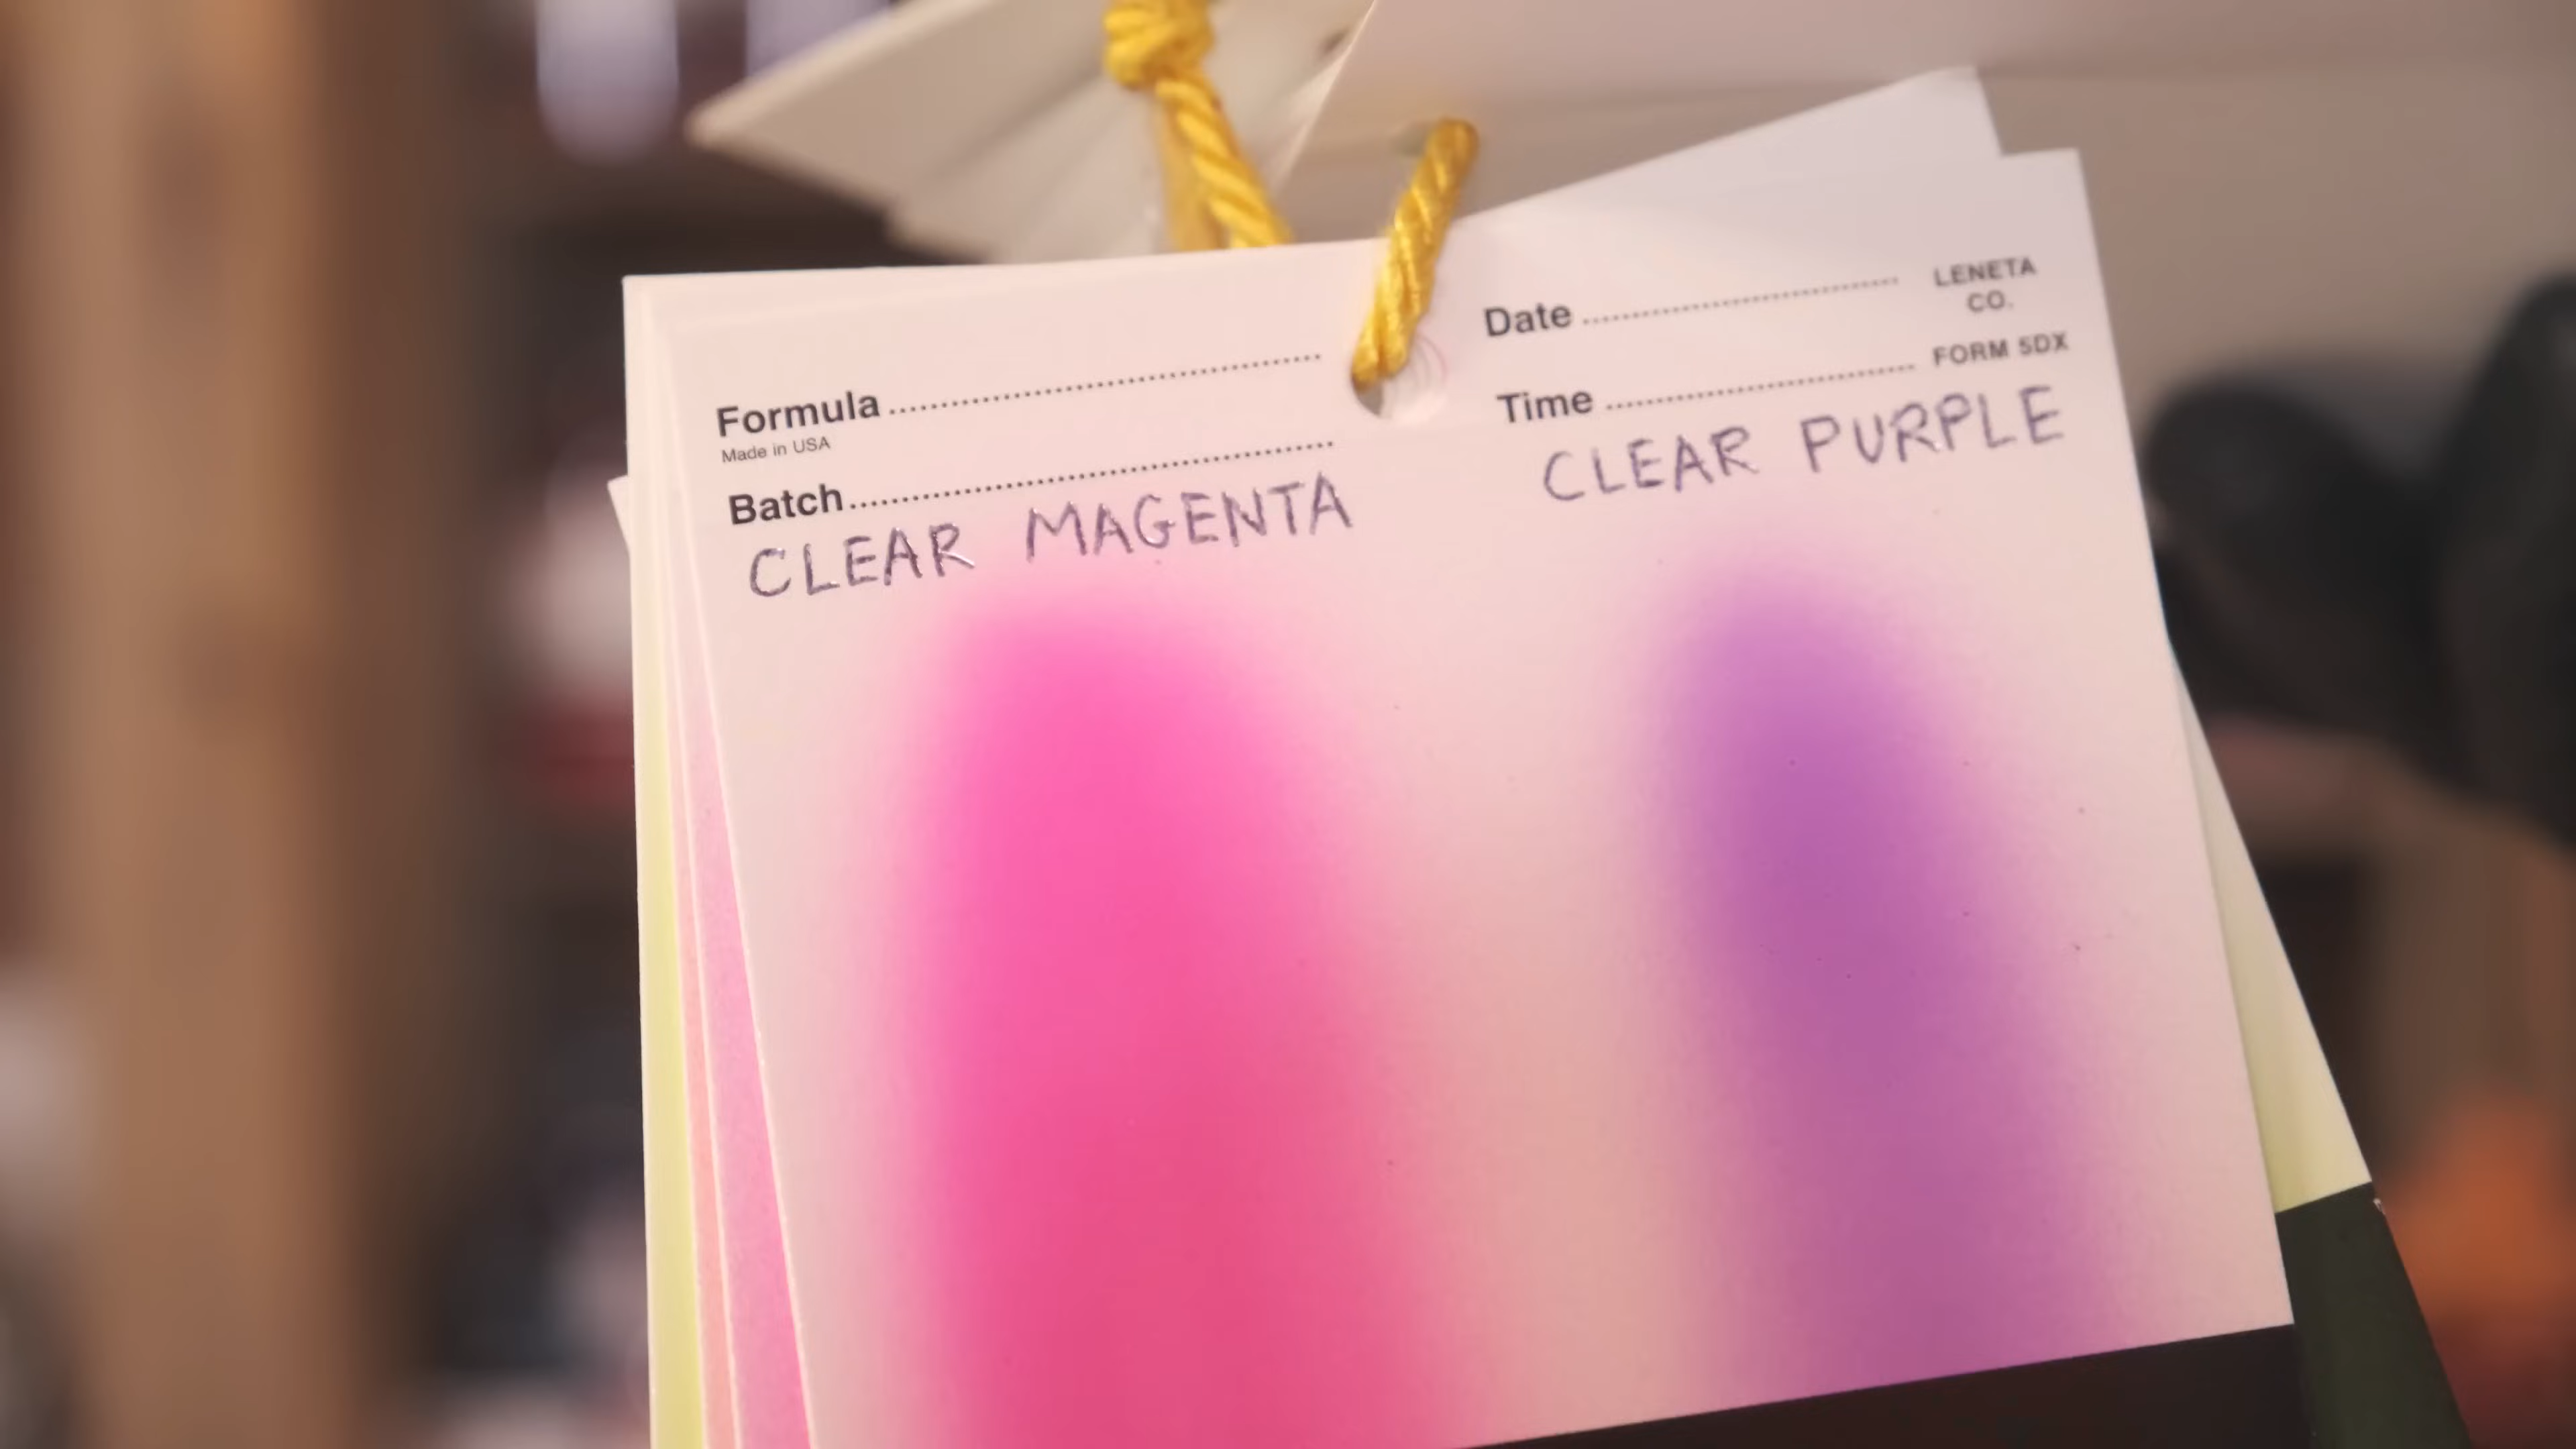 Formula ........................................
Made in USA
Batch ..............................................
CLEAR MAGENTA
Date ........................................
LENETA
CO.
Time ........................................
FORM 5DX
CLEAR PURPLE